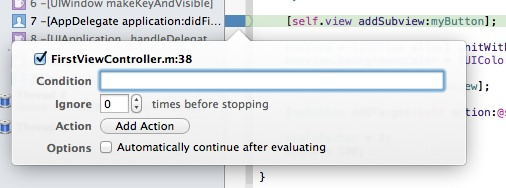 6 -[UIWindow makeKeyAndVisible]
7 -[AppDelegate application:didFi...
8 -[UIApplication _handleDelegat
[self.view addSubview:myButton];
FirstViewController.m:38
Condition
Ignore 0 times before stopping
Action Add Action
Options Automatically continue after evaluating
}